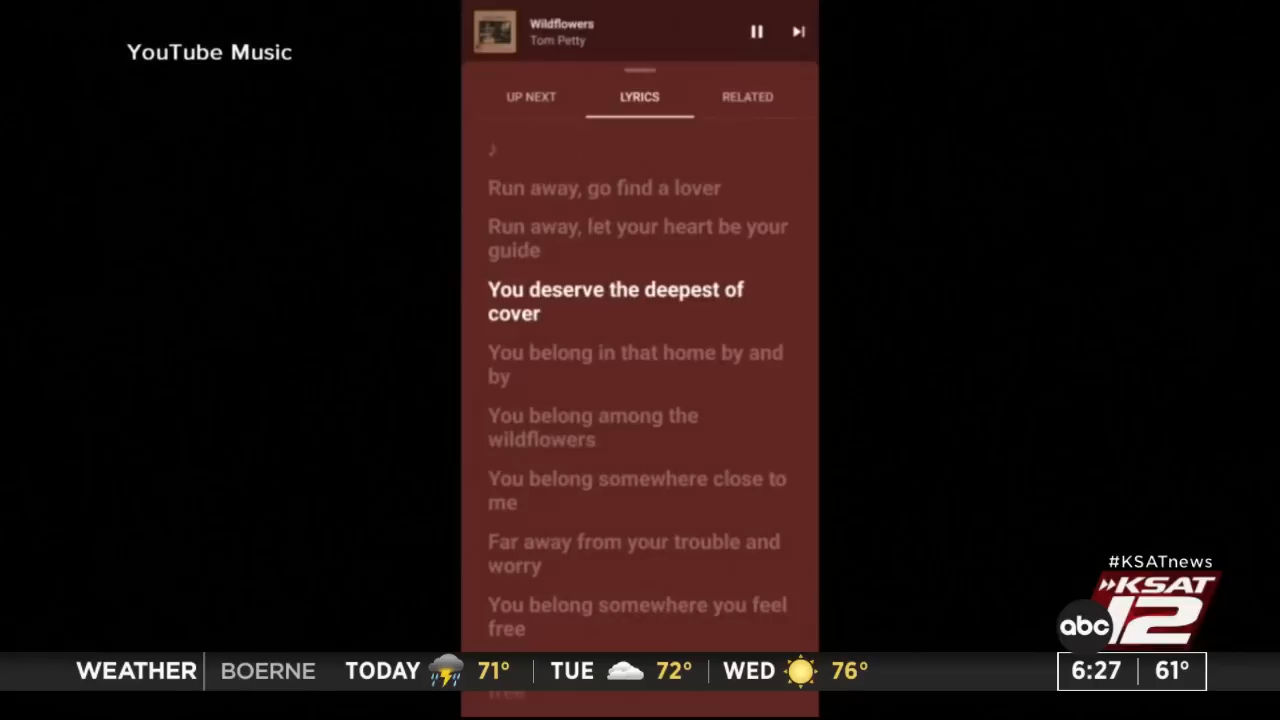 YouTube Music
Wildflowers
Tom Petty
UP NEXT LYRICS RELATED
♪
Run away, go find a lover
Run away, let your heart be your
guide
You deserve the deepest of
cover
You belong in that home by and
by
You belong among the
wildflowers
You belong somewhere close to
me
Far away from your trouble and
worry
You belong somewhere you feel
free
#KSATnews
KSAT
abc 12
WEATHER BOERNE TODAY 71° TUE 72° WED 76° 6:27 61°
free